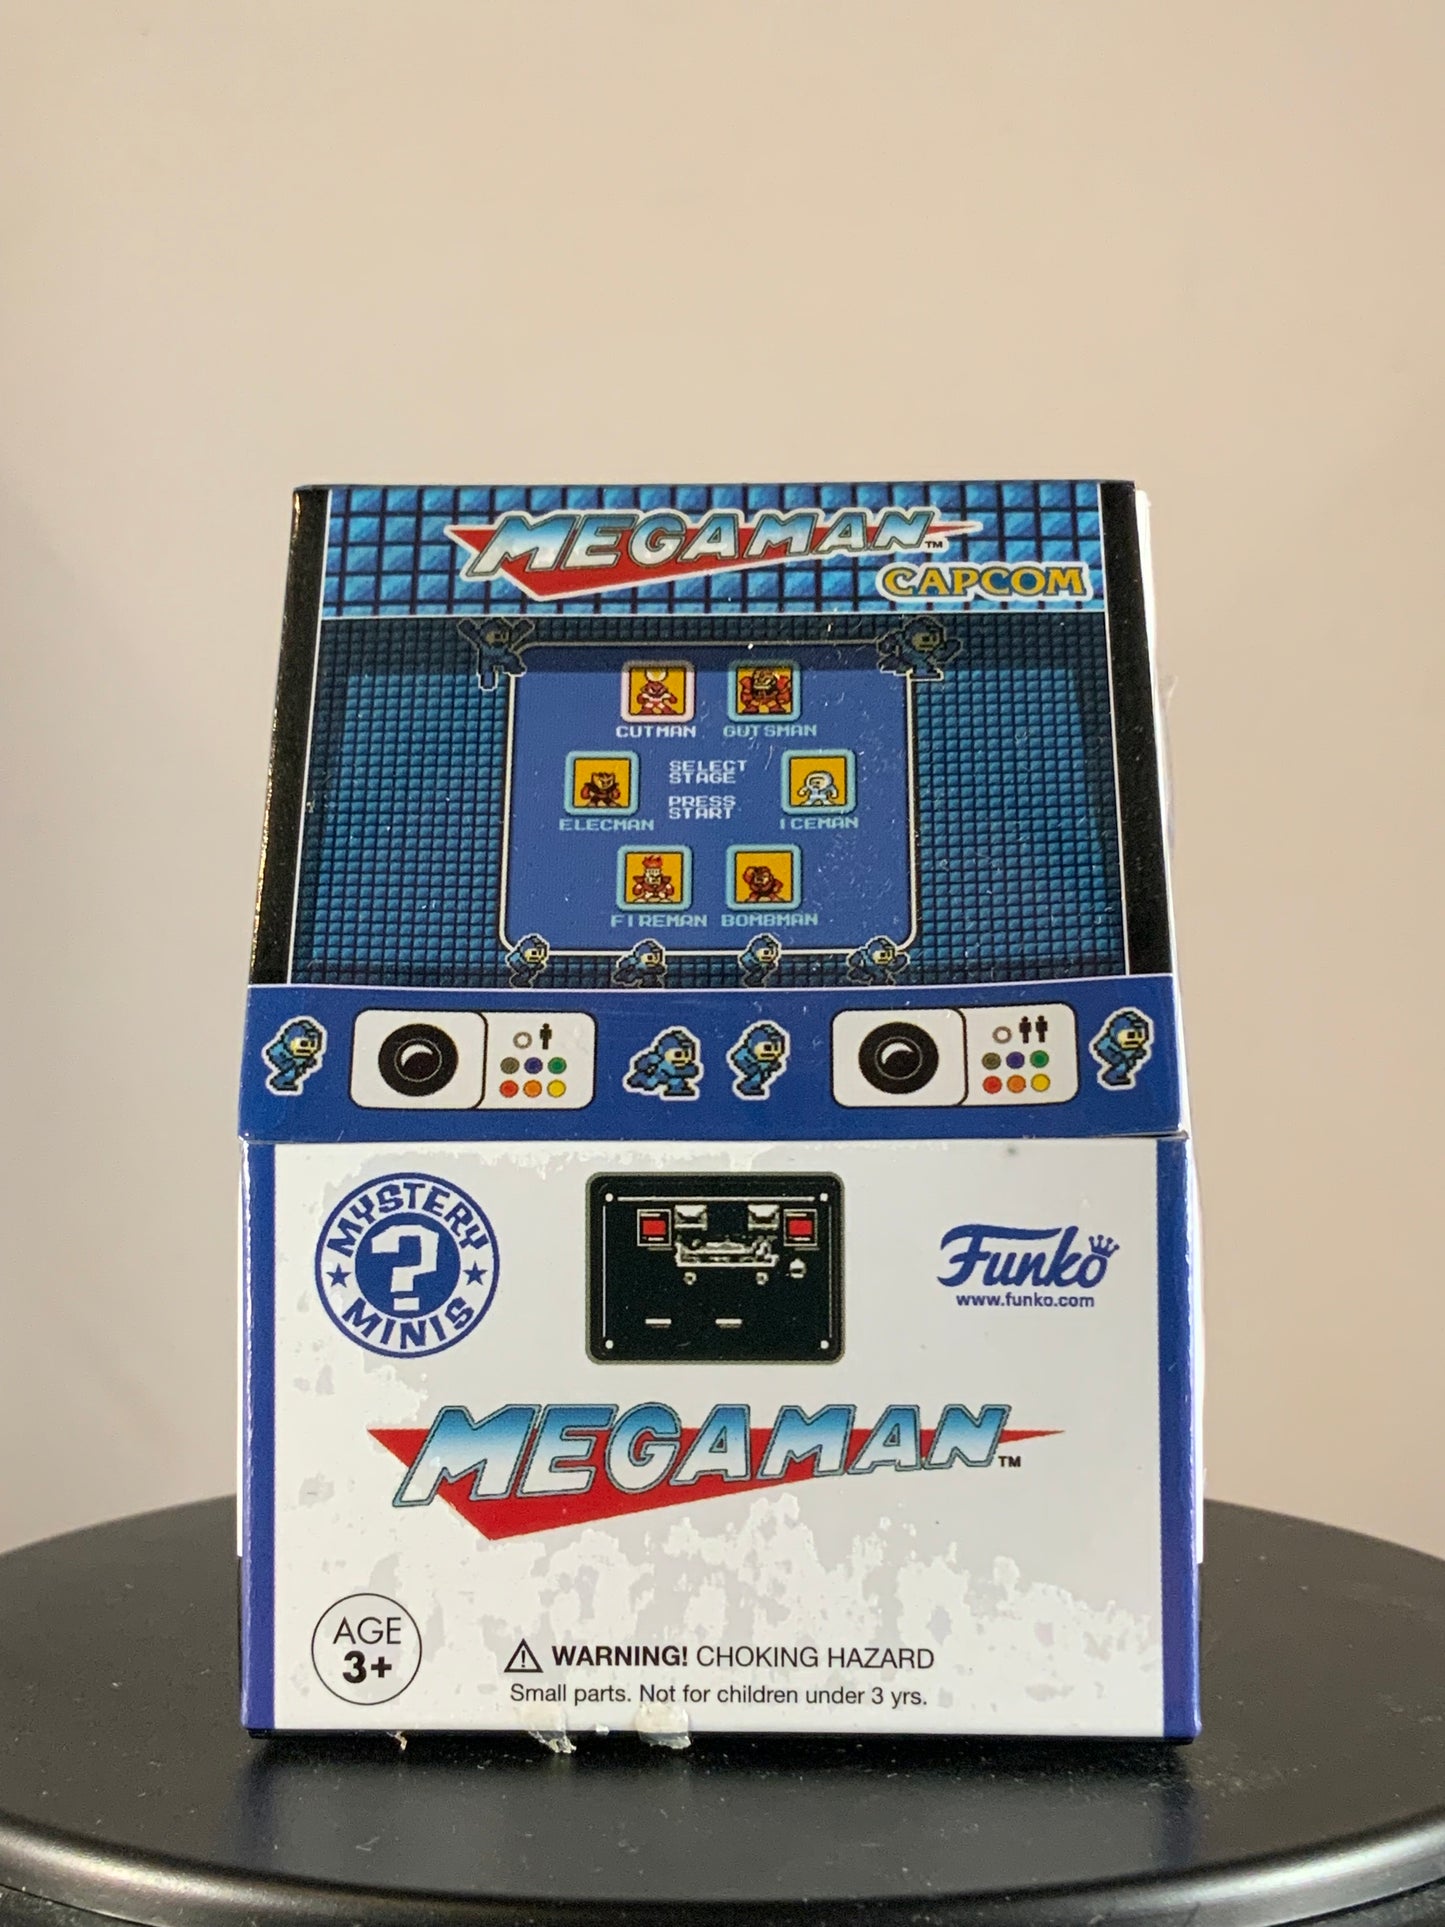 MEGAMAN™
CAPCOM
CUTMAN GUTSMAN
SELECT
STAGE
PRESS
START
ELECMAN ICEMAN
FIREMAN BOMBMAN
MYSTERY
?
MINIS
Funko
www.funko.com
MEGAMAN™
AGE
3+
WARNING! CHOKING HAZARD
Small parts. Not for children under 3 yrs.